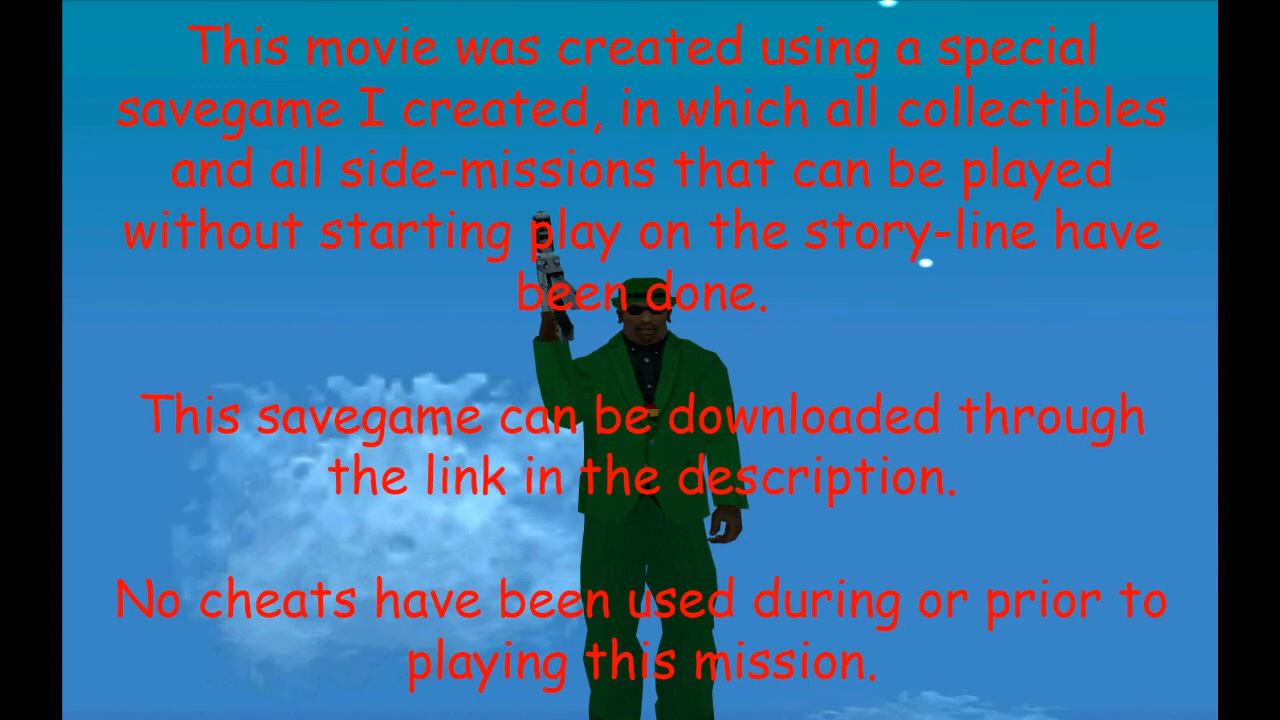 This movie was created using a special
savegame I created, in which all collectibles
and all side-missions that can be played
without starting play on the story-line have
been done.
This savegame can be downloaded through
the link in the description.
No cheats have been used during or prior to
playing this mission.